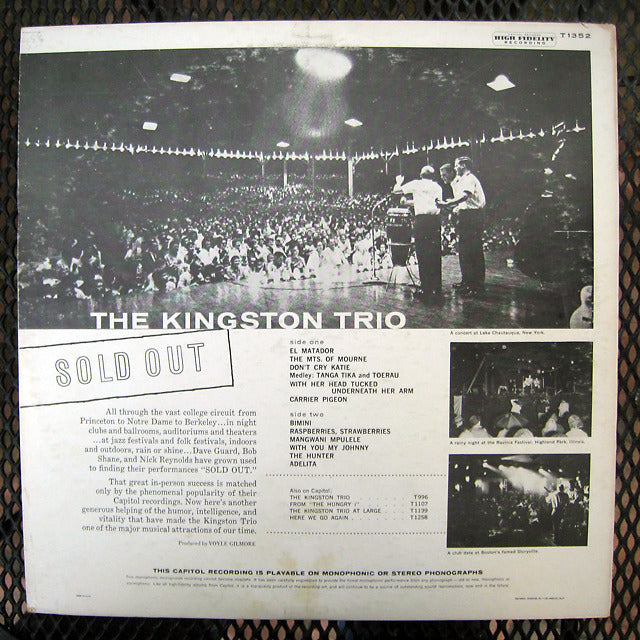 HIGH FIDELITY
RECORDING
T1352
THE KINGSTON TRIO
A concert at Lake Chautauqua, New York.
SOLD OUT
All through the vast college circuit from
Princeton to Notre Dame to Berkeley...in night
clubs and ballrooms, auditoriums and theaters
...at jazz festivals and folk festivals, indoors
and outdoors, rain or shine...Dave Guard, Bob
Shane, and Nick Reynolds have grown used
to finding their performances "SOLD OUT."
That great in-person success is matched
only by the phenomenal popularity of their
Capitol recordings. Now here's another
generous helping of the humor, intelligence, and
vitality that have made the Kingston Trio
one of the major musical attractions of our time.
Produced by VOYLE GILMORE
side one
EL MATADOR
THE MTS. OF MOURNE
DON'T CRY KATIE
Medley: TANGA TIKA and TOERAU
WITH HER HEAD TUCKED
UNDERNEATH HER ARM
CARRIER PIGEON
side two
BIMINI
RASPBERRIES, STRAWBERRIES
MANGWANI MPULELE
WITH YOU MY JOHNNY
THE HUNTER
ADELITA
Also on Capitol:
THE KINGSTON TRIO . . . . . . . T996
FROM "THE HUNGRY i" . . . . . . T1107
THE KINGSTON TRIO AT LARGE . . T1199
HERE WE GO AGAIN . . . . . . . T1258
A rainy night at the Ravinia Festival, Highland Park, Illinois.
A club date at Boston's famed Storyville.
THIS CAPITOL RECORDING IS PLAYABLE ON MONOPHONIC OR STEREO PHONOGRAPHS